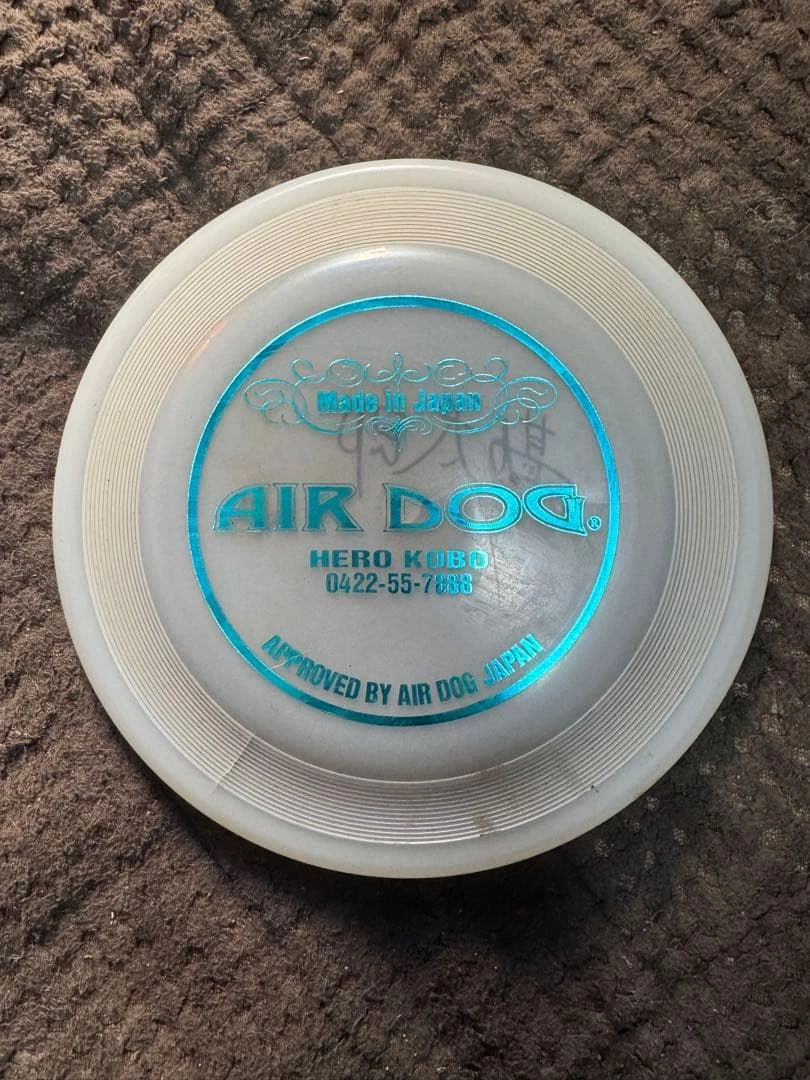 Made in Japan
AIR DOG®
HERO KOBO
0422-55-7888
APPROVED BY AIR DOG JAPAN